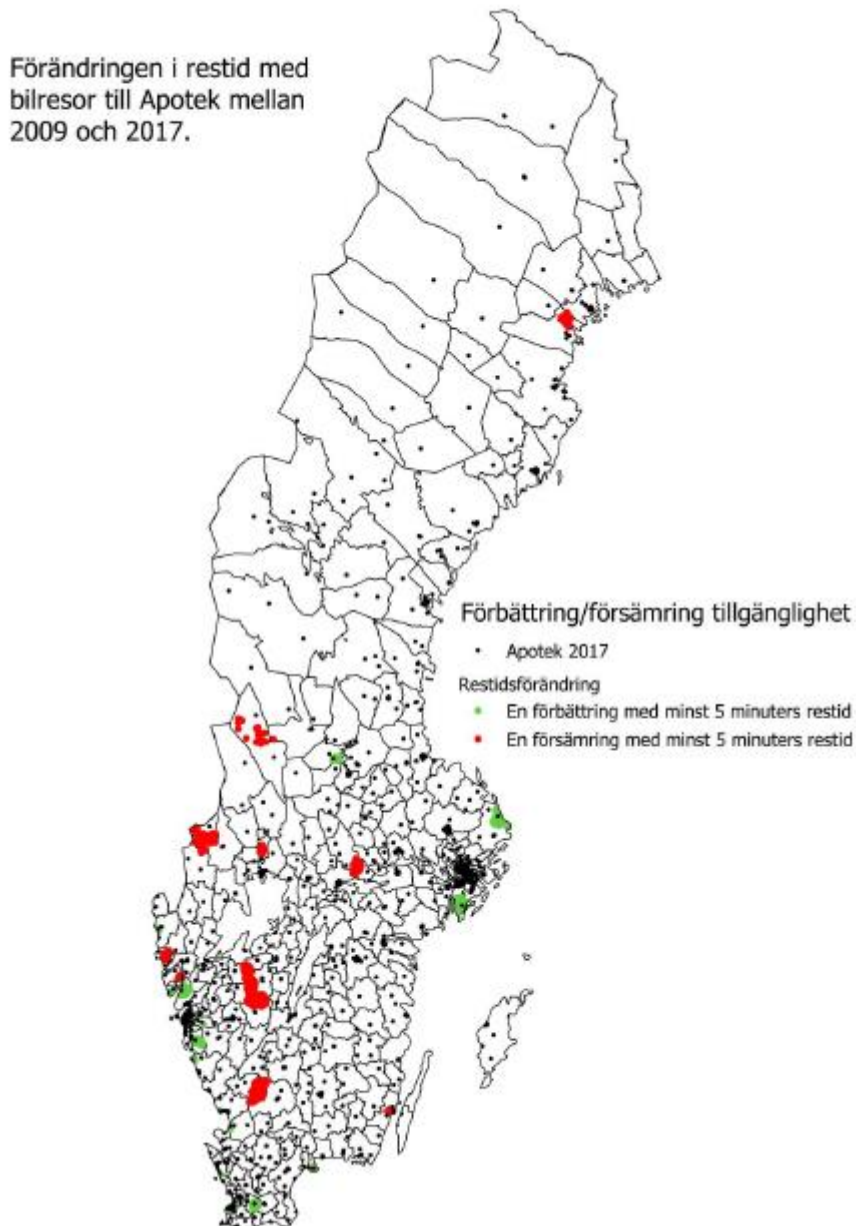 Förändringen i restid med
bilresor till Apotek mellan
2009 och 2017.
Förbättring/försämring tillgänglighet
Apotek 2017
Restidsförändring
En förbättring med minst 5 minuters restid
En försämring med minst 5 minuters restid